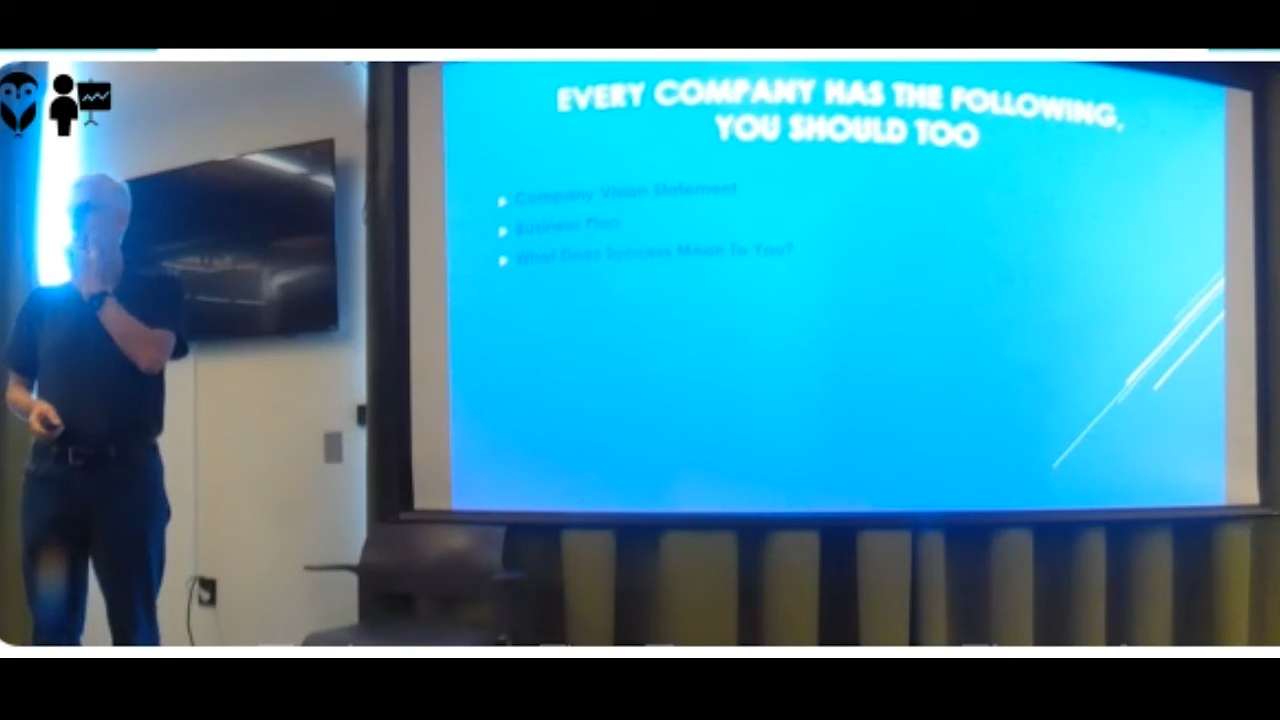 EVERY COMPANY HAS THE FOLLOWING,
YOU SHOULD TOO
Company Vision Statement
Business Plan
What Does Success Mean To You?